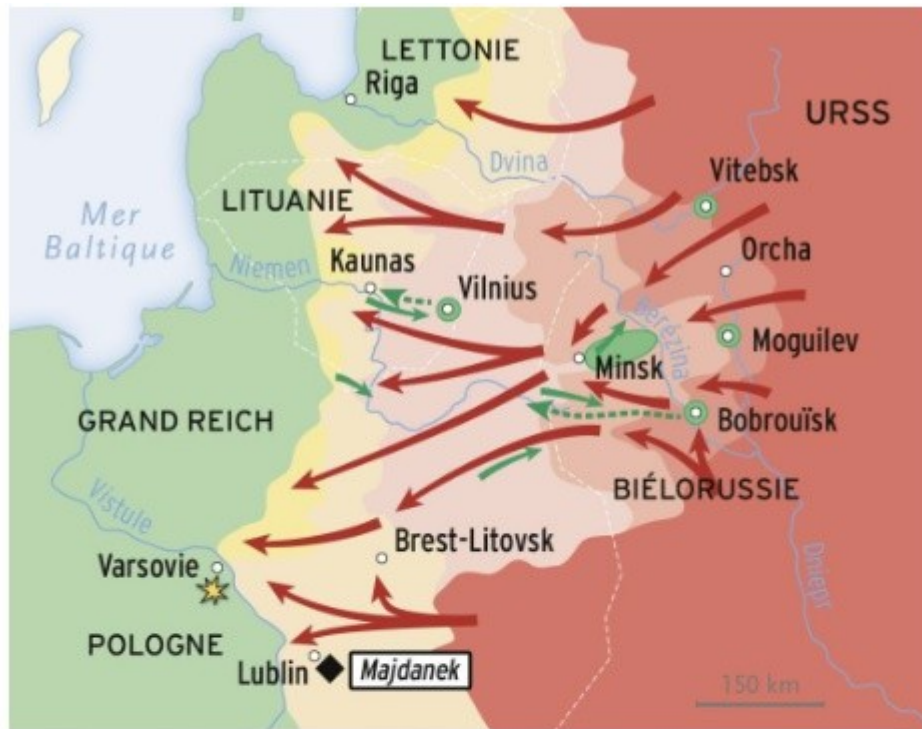 LETTONIE
Riga
URSS
Dvina
Vitebsk
LITUANIE
Mer
Baltique
Orcha
Kaunas
Niemen
Vilnius
Bérézina
Minsk
Moguilev
GRAND REICH
Bobrouïsk
BIÉLORUSSIE
Vistule
Brest-Litovsk
Varsovie
Dniepr
POLOGNE
Lublin
Majdanek
150 km